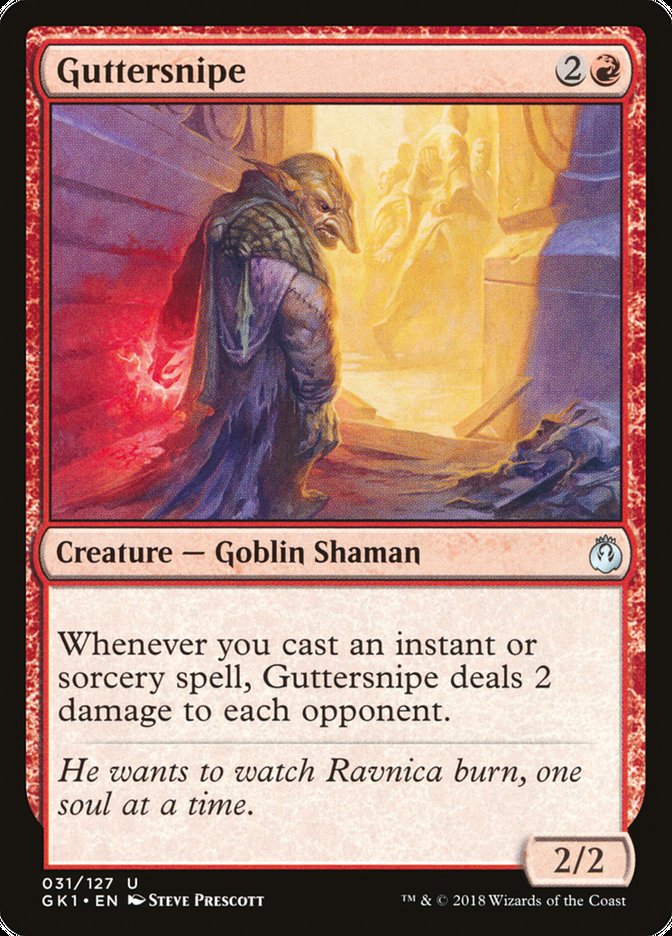 Guttersnipe 2
Creature — Goblin Shaman
Whenever you cast an instant or
sorcery spell, Guttersnipe deals 2
damage to each opponent.
He wants to watch Ravnica burn, one
soul at a time.
2/2
031/127 U
GK1 • EN Steve Prescott ™ & © 2018 Wizards of the Coast